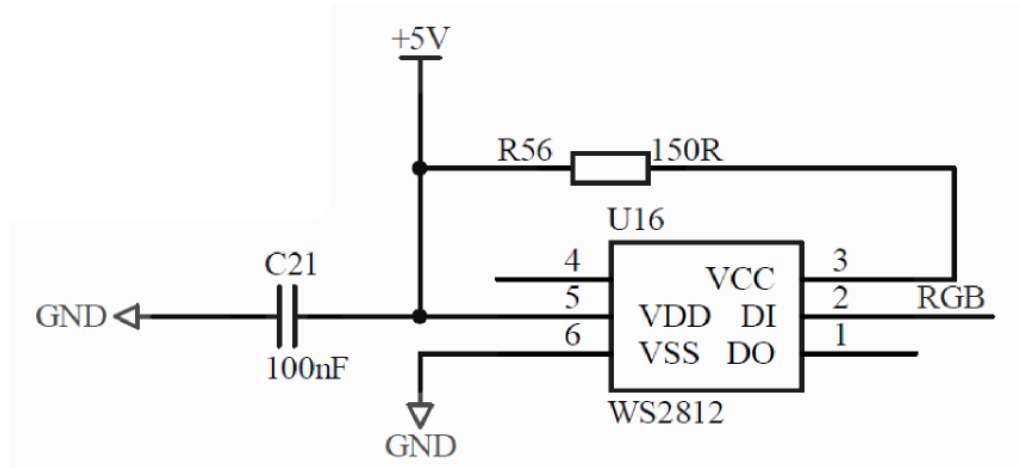 +5V
R56 150R
U16
C21
4 VCC 3
GND 5 VDD DI 2 RGB
6 VSS DO 1
100nF
WS2812
GND